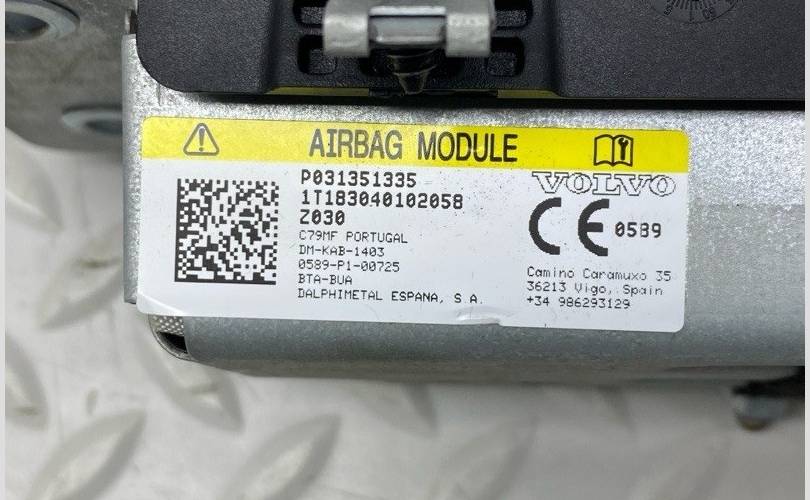 AIRBAG MODULE
P031351335
1T183040102058
Z030
C79MF PORTUGAL
DM-KAB-1403
0589-P1-00725
BTA-BUA
DALPHIMETAL ESPANA, S.A.
VOLVO
CE 0589
Camino Caramuxo 35
36213 Vigo, Spain
+34 986293129